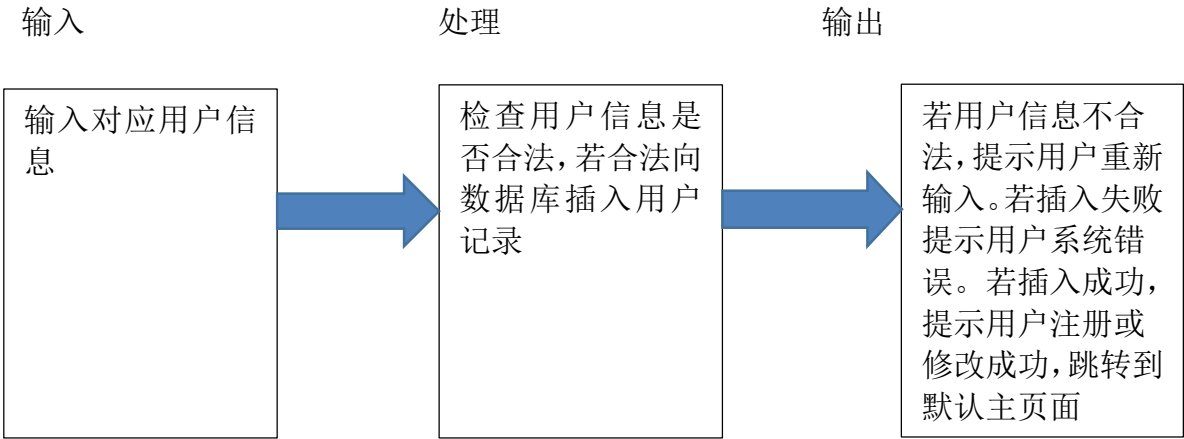 输入
处理
输出
输入对应用户信
息
检查用户信息是
否合法，若合法向
数据库插入用户
记录
若用户信息不合
法，提示用户重新
输入。若插入失败
提示用户系统错
误。若插入成功，
提示用户注册或
修改成功，跳转到
默认主页面